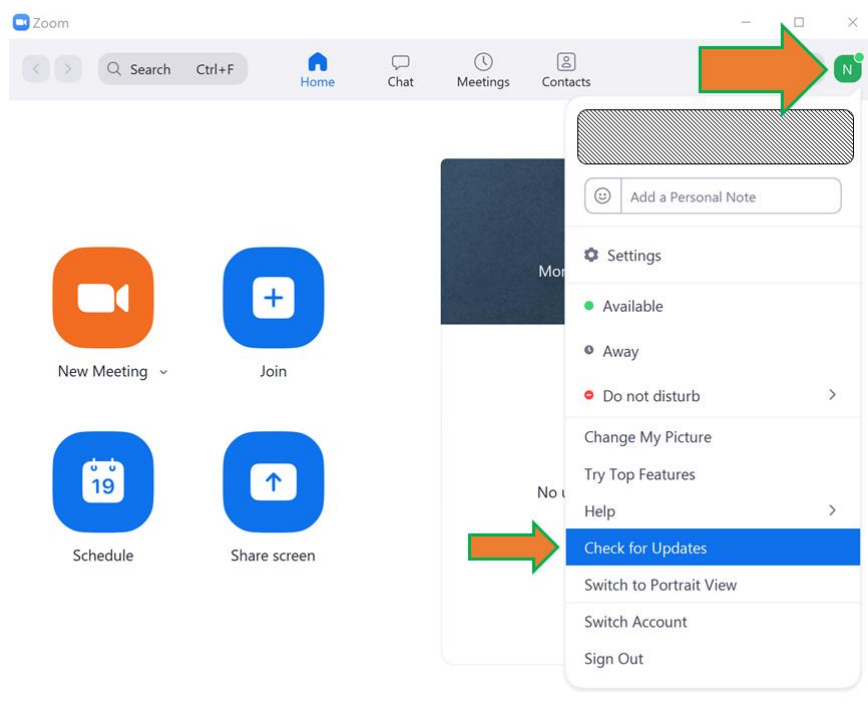 Zoom
Search Ctrl+F
Home
Chat
Meetings
Contacts
N
Add a Personal Note
Settings
Mor
Available
Away
New Meeting
Join
Do not disturb
Change My Picture
Try Top Features
19
No u
Help
Schedule
Share screen
Check for Updates
Switch to Portrait View
Switch Account
Sign Out